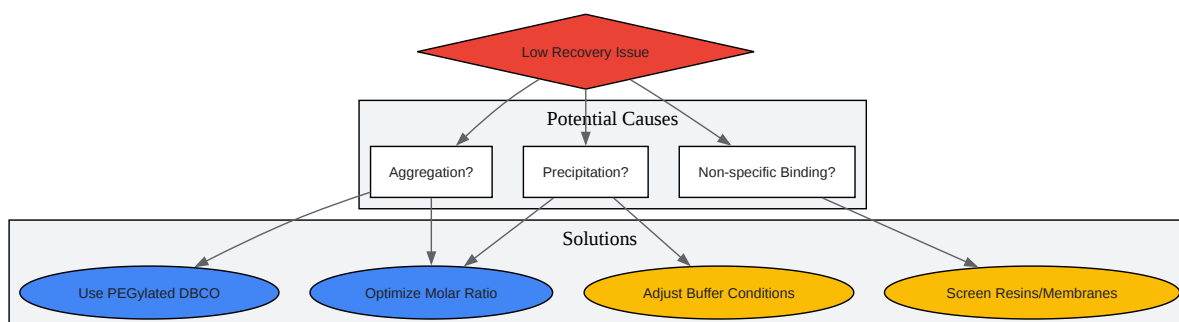 Low Recovery Issue
Potential Causes
Aggregation?
Precipitation?
Non-specific Binding?
Solutions
Use PEGylated DBCO
Optimize Molar Ratio
Adjust Buffer Conditions
Screen Resins/Membranes